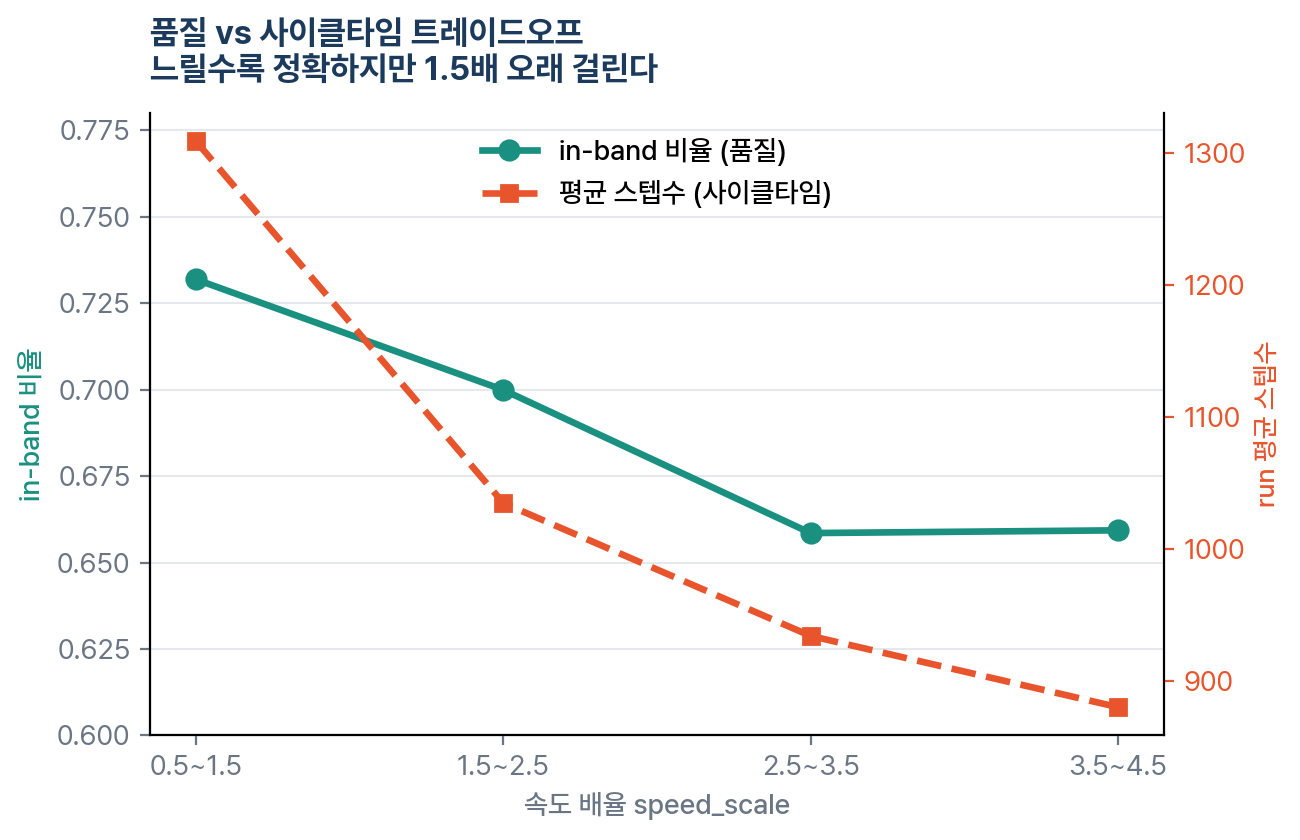 품질 vs 사이클타임 트레이드오프
느릴수록 정확하지만 1.5배 오래 걸린다
in-band 비율 (품질)
평균 스텝수 (사이클타임)
in-band 비율
0.775
0.750
0.725
0.700
0.675
0.650
0.625
0.600
1300
1200
1100
1000
900
run 평균 스텝수
0.5~1.5
1.5~2.5
2.5~3.5
3.5~4.5
속도 배율 speed_scale